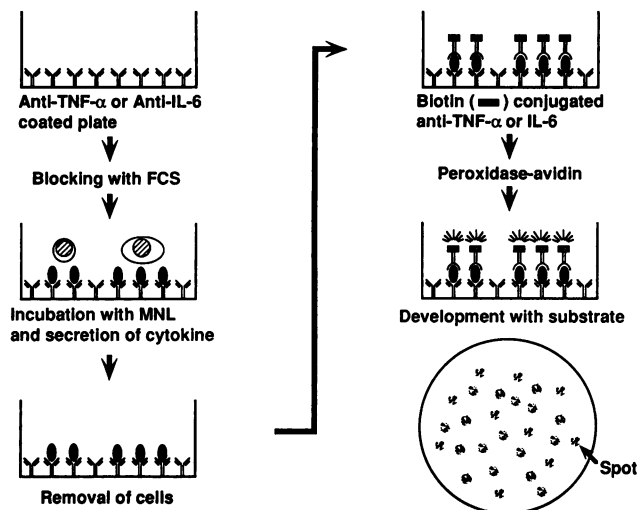 Anti-TNF-α or Anti-IL-6
coated plate
Blocking with FCS
Incubation with MNL
and secretion of cytokine
Removal of cells
Biotin ( ) conjugated
anti-TNF-α or IL-6
Peroxidase-avidin
Development with substrate
Spot